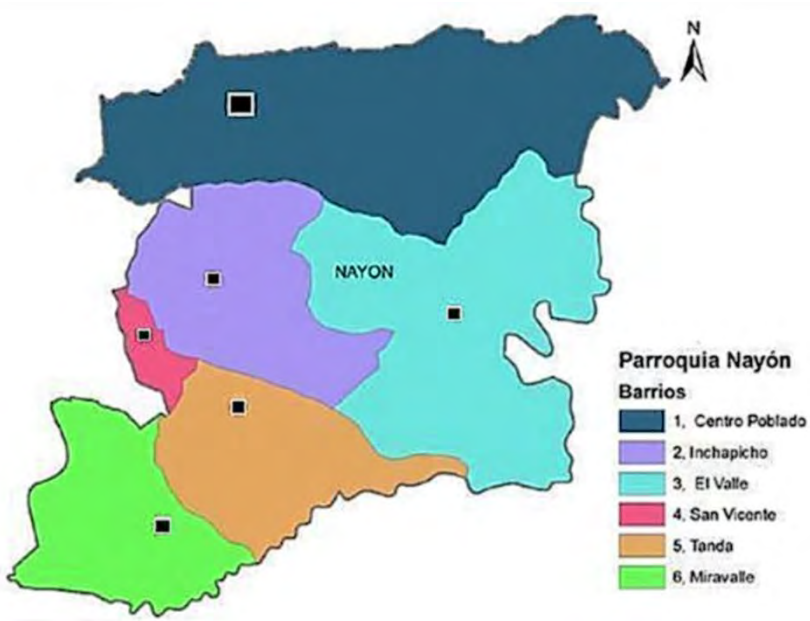 N
NAYON
Parroquia Nayón
Barrios
1, Centro Poblado
2, Inchapicho
3, El Valle
4, San Vicente
5, Tanda
6, Miravalle